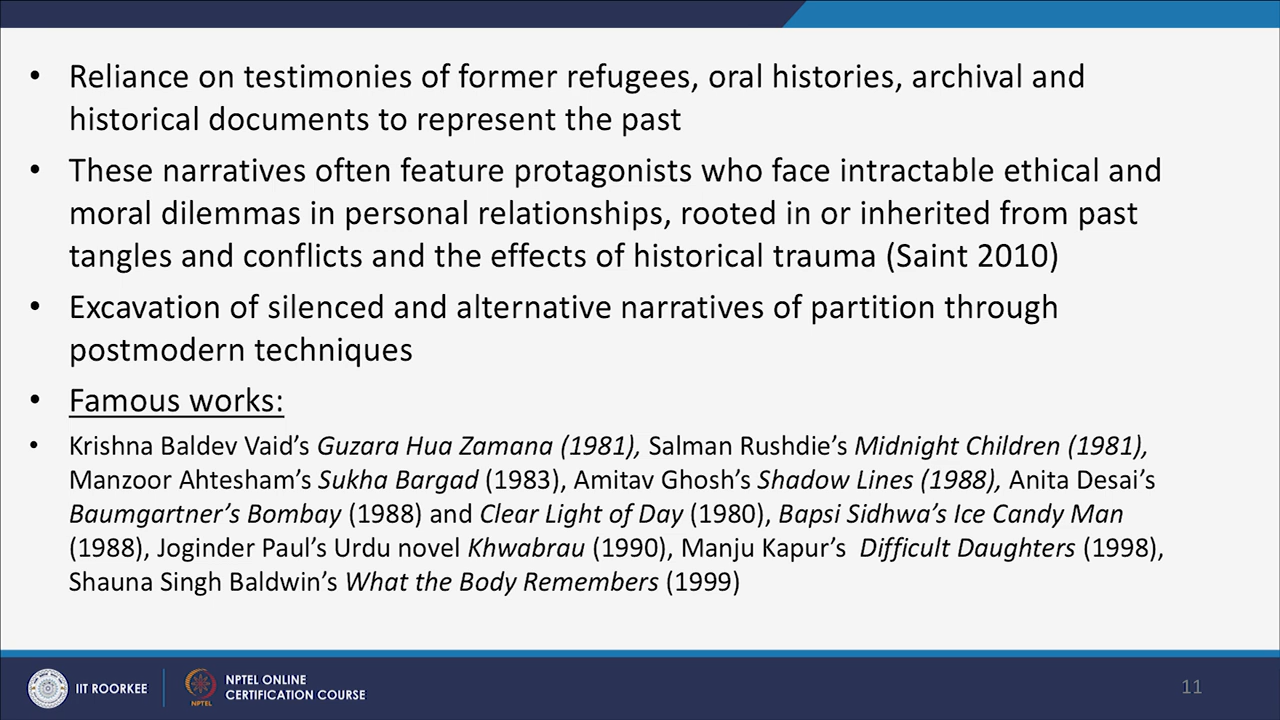 • Reliance on testimonies of former refugees, oral histories, archival and
historical documents to represent the past
• These narratives often feature protagonists who face intractable ethical and
moral dilemmas in personal relationships, rooted in or inherited from past
tangles and conflicts and the effects of historical trauma (Saint 2010)
• Excavation of silenced and alternative narratives of partition through
postmodern techniques
• Famous works:
• Krishna Baldev Vaid’s Guzara Hua Zamana (1981), Salman Rushdie’s Midnight Children (1981),
Manzoor Ahtesham’s Sukha Bargad (1983), Amitav Ghosh’s Shadow Lines (1988), Anita Desai’s
Baumgartner’s Bombay (1988) and Clear Light of Day (1980), Bapsi Sidhwa’s Ice Candy Man
(1988), Joginder Paul’s Urdu novel Khwabrau (1990), Manju Kapur’s Difficult Daughters (1998),
Shauna Singh Baldwin’s What the Body Remembers (1999)
IIT ROORKEE
NPTEL
NPTEL ONLINE
CERTIFICATION COURSE
11